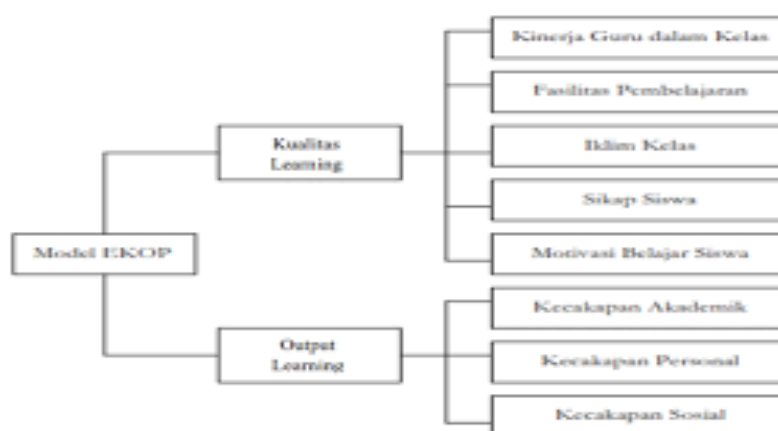 Kinerja Guru dalam Kelas
Fasilitas Pembelajaran
Kualitas
Learning
Iklim Kelas
Sikap Siswa
Model EKOP
Motivasi Belajar Siswa
Kecakapan Akademik
Output
Learning
Kecakapan Personal
Kecakapan Sosial